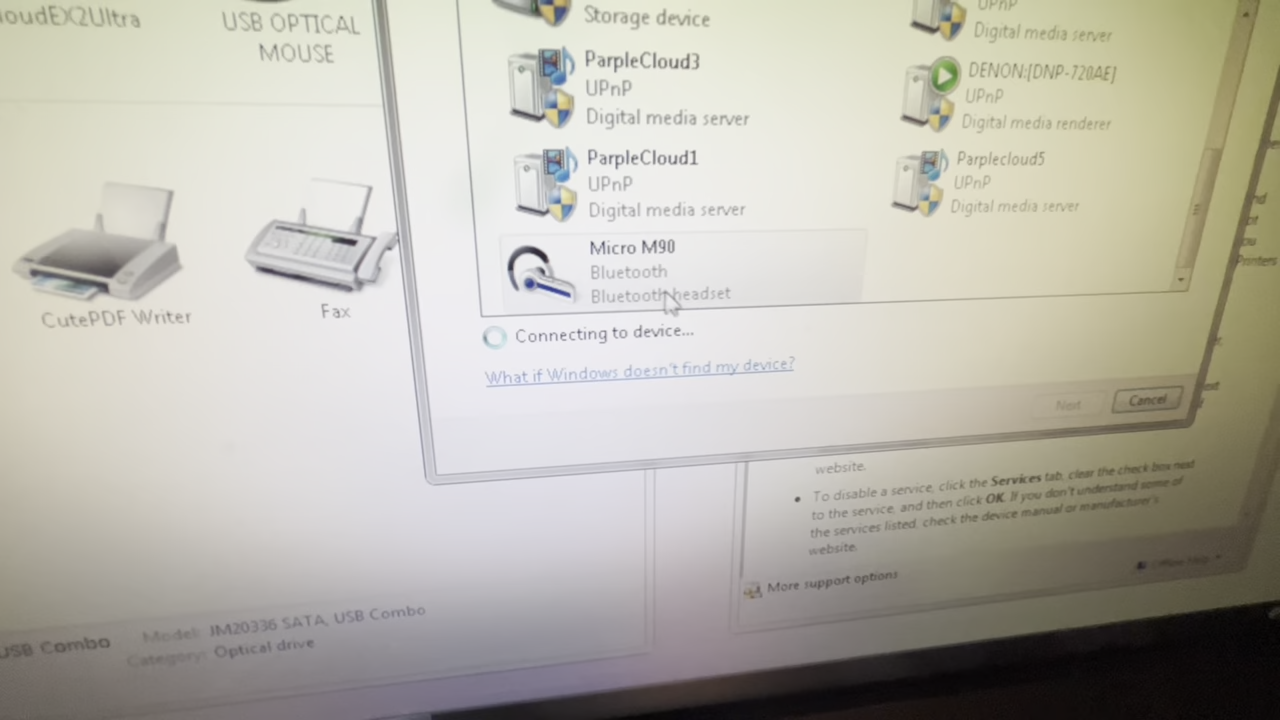 oudEX2Ultra
USB OPTICAL
MOUSE
CutePDF Writer
Fax
Storage device
ParpleCloud3
UPnP
Digital media server
ParpleCloud1
UPnP
Digital media server
Micro M90
Bluetooth
Bluetooth headset
UPnP
Digital media server
DENON:[DNP-720AE]
UPnP
Digital media renderer
Parplecloud5
UPnP
Digital media server
Connecting to device...
What if Windows doesn't find my device?
Next
Cancel
Printers
website.
• To disable a service, click the Services tab, clear the check box next
to the service, and then click OK. If you don't understand some of
the services listed, check the device manual or manufacturer's
website.
More support options
Offline Help
USB Combo
Model: JM20336 SATA, USB Combo
Category: Optical drive